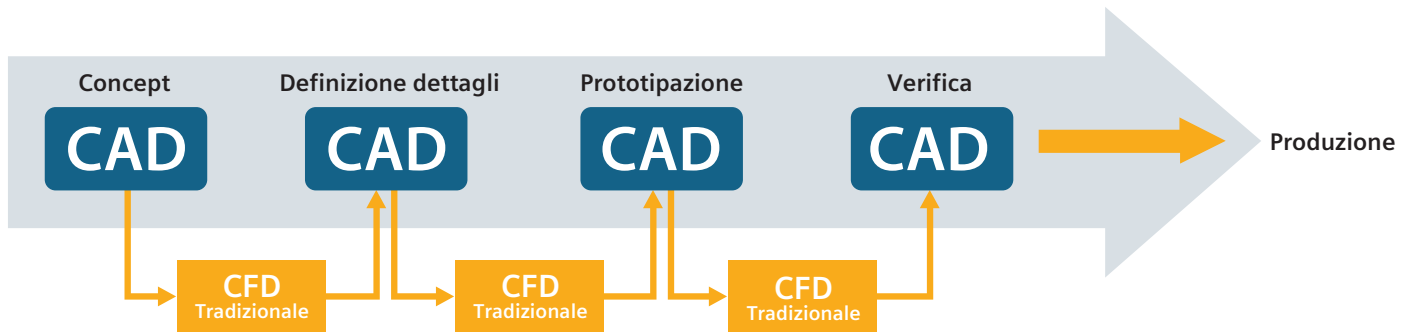 Concept
Definizione dettagli
Prototipazione
Verifica
CAD
CAD
CAD
CAD
Produzione
CFD
Tradizionale
CFD
Tradizionale
CFD
Tradizionale